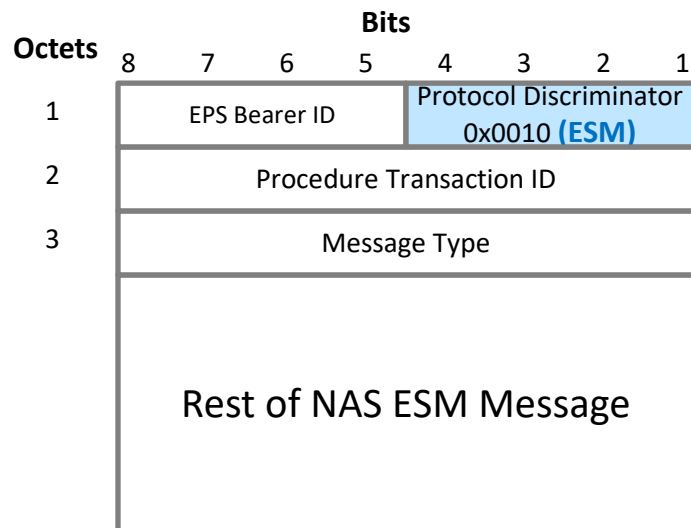 Bits
Octets
8 7 6 5 4 3 2 1
1
EPS Bearer ID
Protocol Discriminator
0x0010 (ESM)
2
Procedure Transaction ID
3
Message Type
Rest of NAS ESM Message